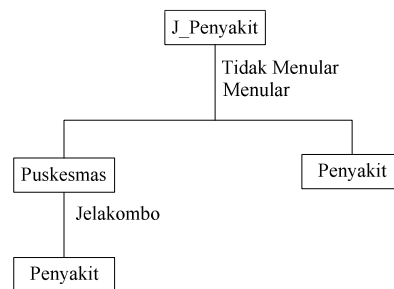 J_Penyakit
Tidak Menular
Menular
Puskesmas
Penyakit
Jelakombo
Penyakit